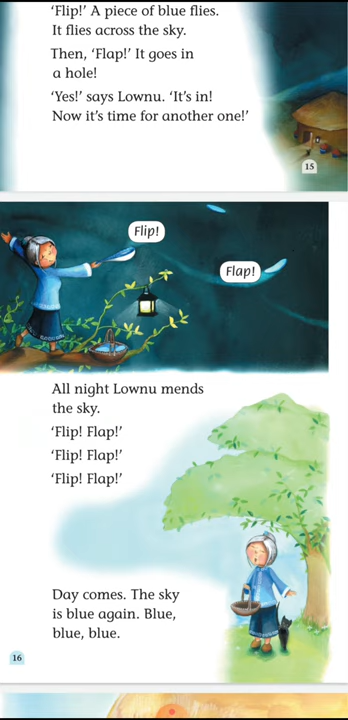 ‘Flip!’ A piece of blue flies.
It flies across the sky.
Then, ‘Flap!’ It goes in
a hole!
‘Yes!’ says Lownu. ‘It’s in!
Now it’s time for another one!’
15
Flip!
Flap!
All night Lownu mends
the sky.
‘Flip! Flap!’
‘Flip! Flap!’
‘Flip! Flap!’
Day comes. The sky
is blue again. Blue,
blue, blue.
16